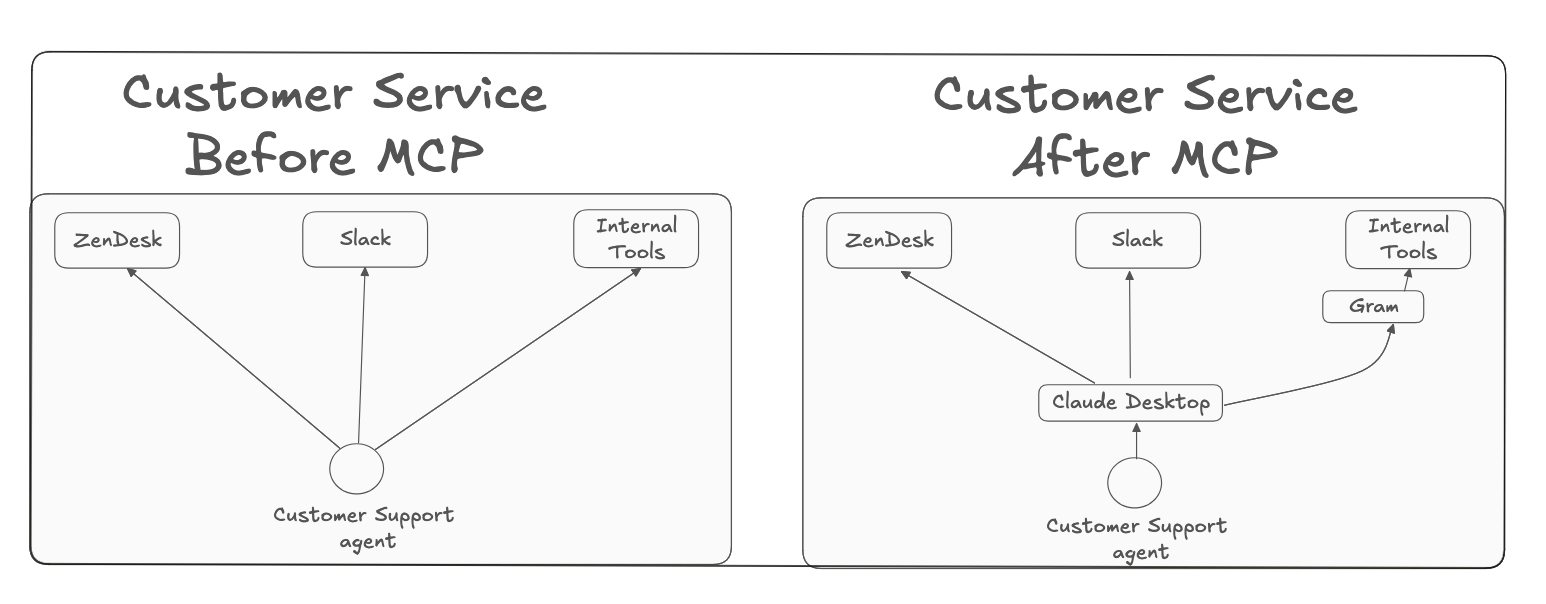 Customer Service
Before MCP
ZenDesk
Slack
Internal
Tools
Customer Support
agent
Customer Service
After MCP
ZenDesk
Slack
Internal
Tools
Gram
Claude Desktop
Customer Support
agent